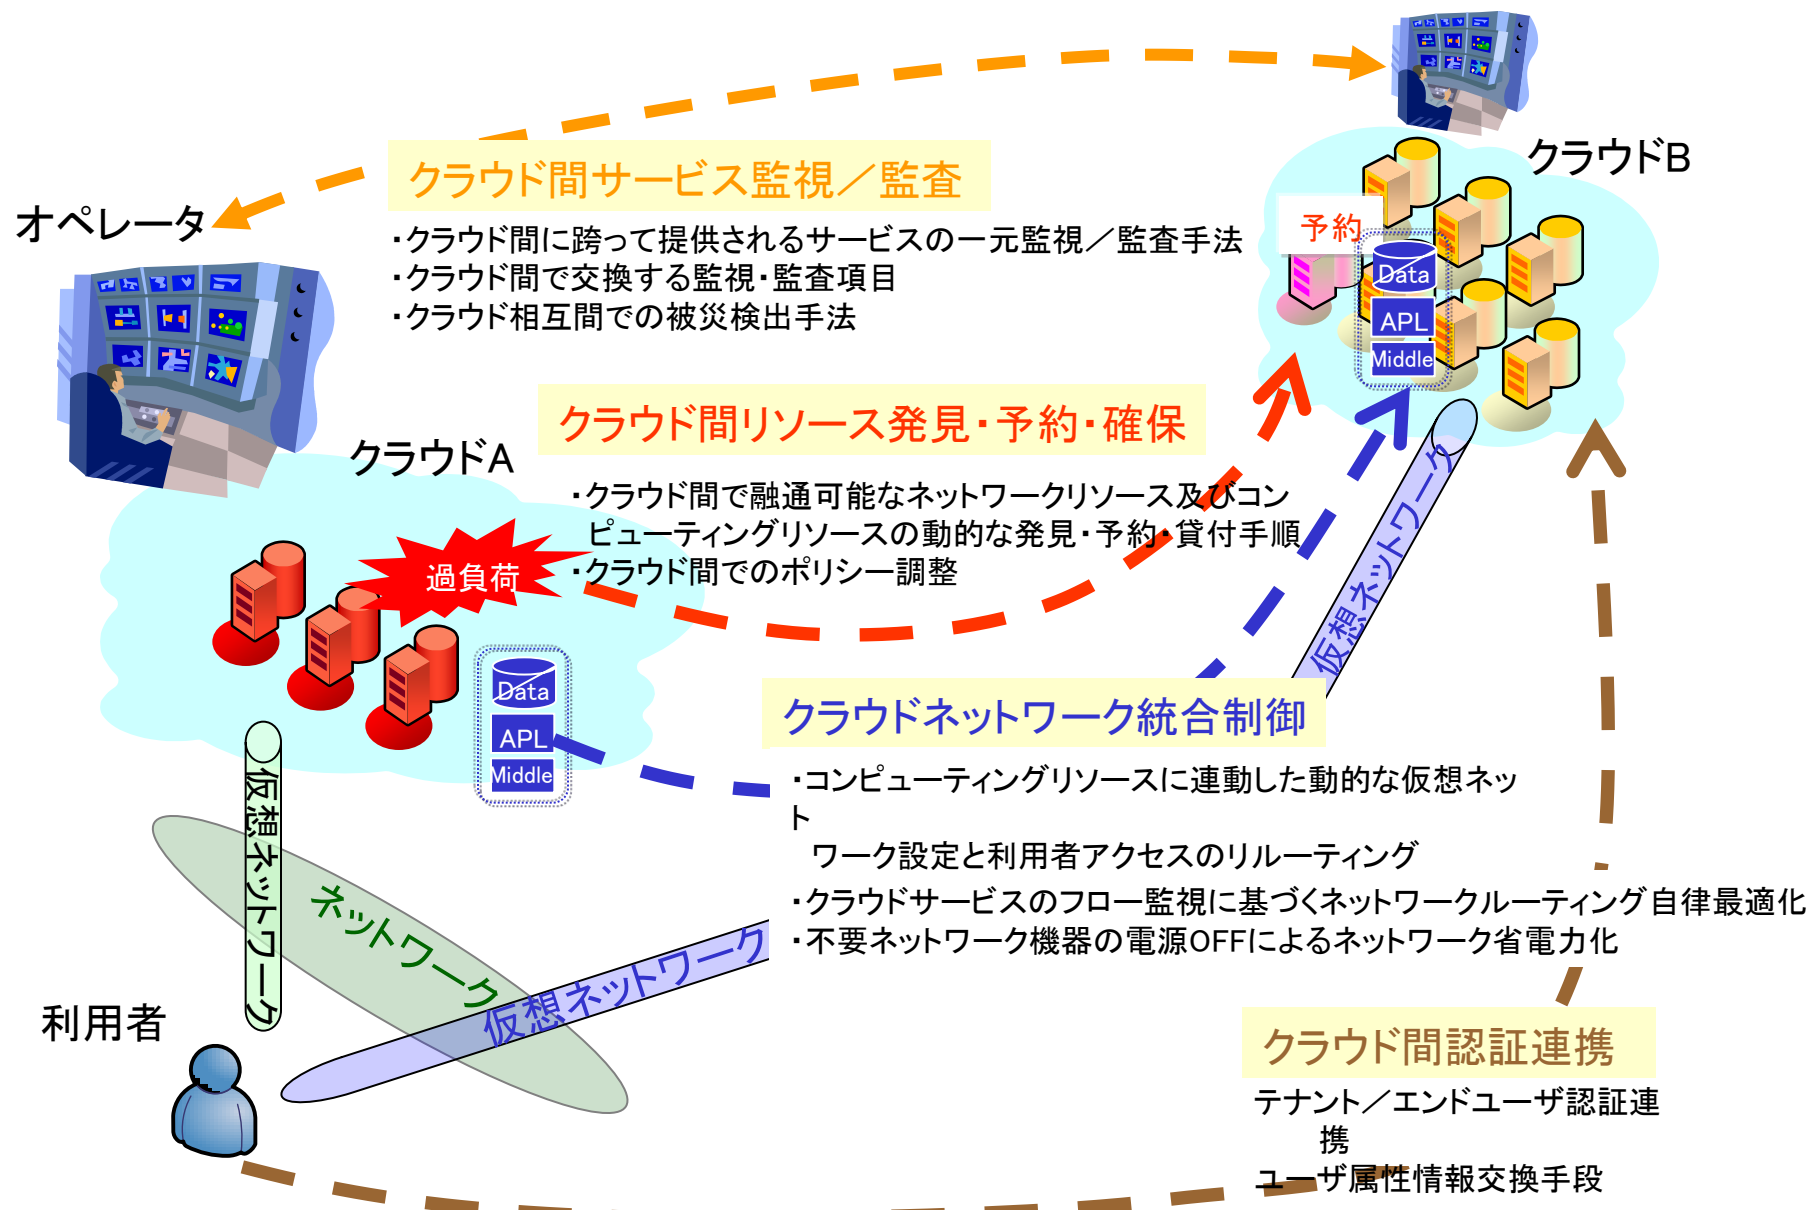 クラウドB
クラウド間サービス監視／監査
オペレータ
・クラウド間に跨って提供されるサービスの一元監視／監査手法
・クラウド間で交換する監視・監査項目
・クラウド相互間での被災検出手法
予約
Data
APL
Middle
クラウド間リソース発見・予約・確保
クラウドA
・クラウド間で融通可能なネットワークリソース及びコン
ピューティングリソースの動的な発見・予約・貸付手順
・クラウド間でのポリシー調整
過負荷
仮想ネットワーク
Data
APL
Middle
クラウドネットワーク統合制御
・コンピューティングリソースに連動した動的な仮想ネッ
ト
ワーク設定と利用者アクセスのリルーティング
・クラウドサービスのフロー監視に基づくネットワークルーティング自律最適化
・不要ネットワーク機器の電源OFFによるネットワーク省電力化
仮想ネットワーク
ネットワーク
仮想ネットワーク
利用者
クラウド間認証連携
テナント／エンドユーザ認証連
携
ユーザ属性情報交換手段